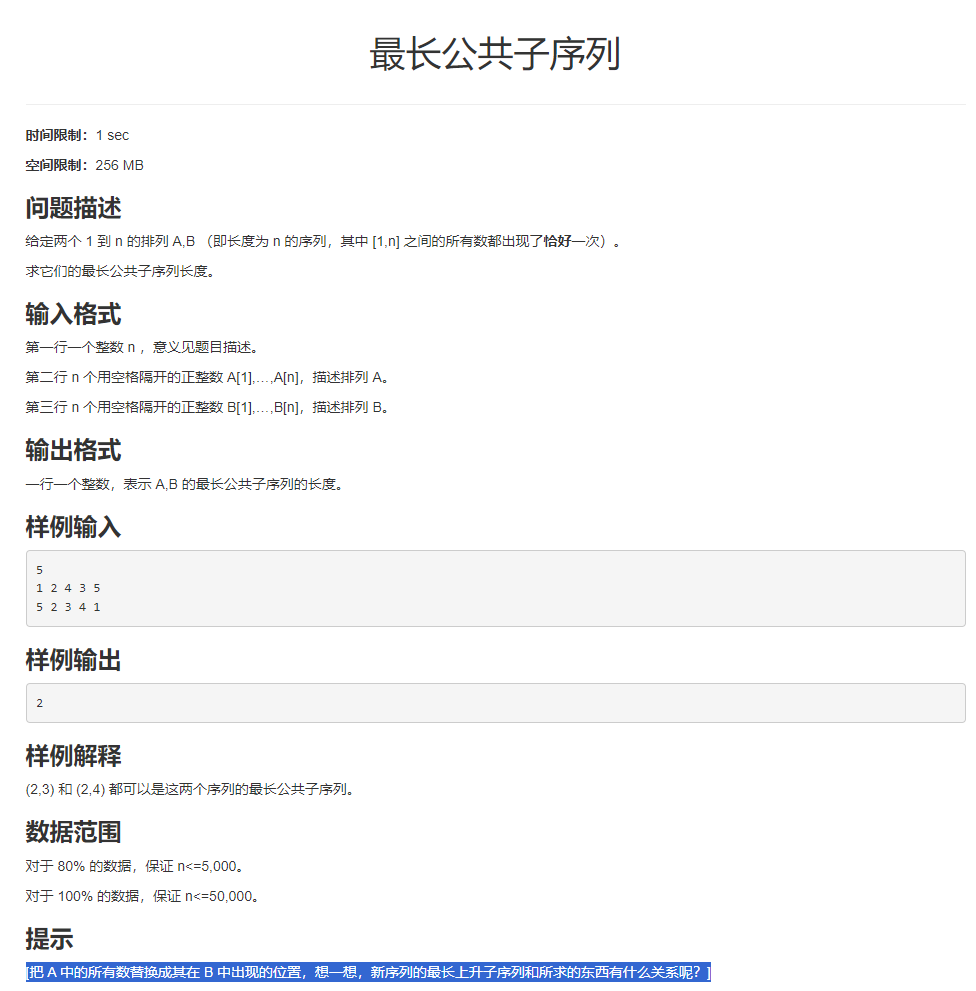 最长公共子序列
时间限制：1 sec
空间限制：256 MB
问题描述
给定两个 1 到 n 的排列 A,B （即长度为 n 的序列，其中 [1,n] 之间的所有数都出现了恰好一次）。
求它们的最长公共子序列长度。
输入格式
第一行一个整数 n ，意义见题目描述。
第二行 n 个用空格隔开的正整数 A[1],…,A[n]，描述排列 A。
第三行 n 个用空格隔开的正整数 B[1],…,B[n]，描述排列 B。
输出格式
一行一个整数，表示 A,B 的最长公共子序列的长度。
样例输入
5
1 2 4 3 5
5 2 3 4 1
样例输出
2
样例解释
(2,3) 和 (2,4) 都可以是这两个序列的最长公共子序列。
数据范围
对于 80% 的数据，保证 n<=5,000。
对于 100% 的数据，保证 n<=50,000。
提示
[把 A 中的所有数替换成其在 B 中出现的位置，想一想，新序列的最长上升子序列和所求的东西有什么关系呢？]